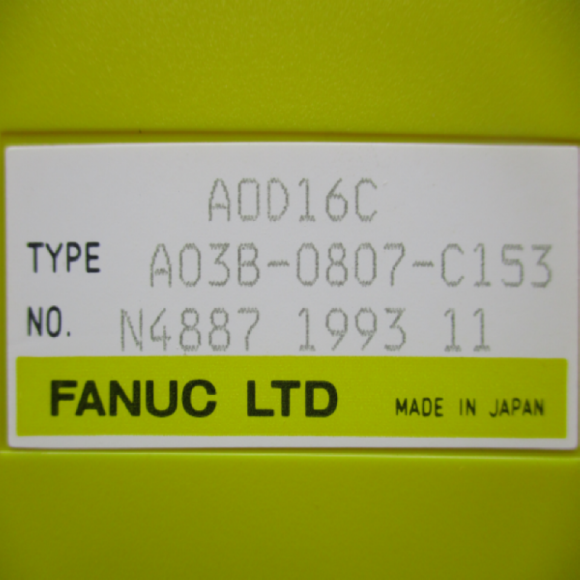 AOD16C
TYPE A03B-0807-C153
NO. N4887 1993 11
FANUC LTD MADE IN JAPAN